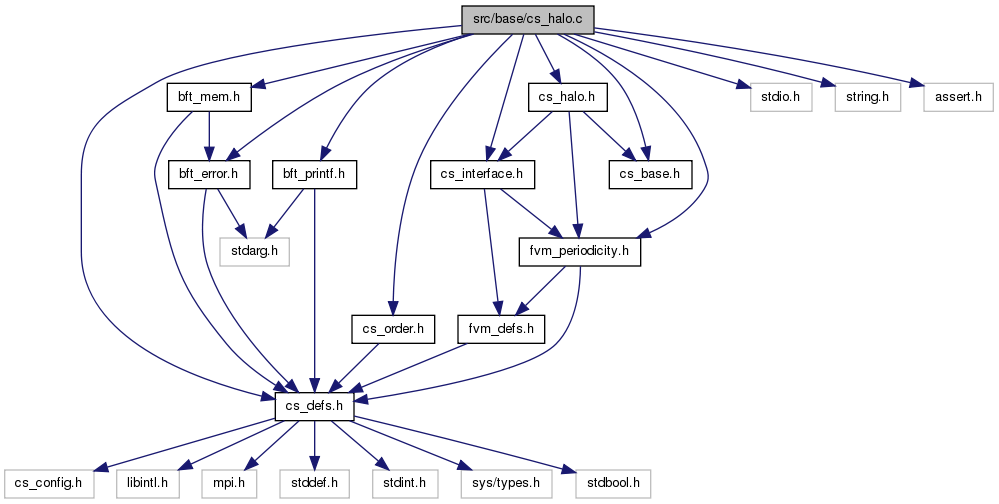 src/base/cs_halo.c
bft_mem.h
cs_halo.h
stdio.h
string.h
assert.h
bft_error.h
bft_printf.h
cs_interface.h
cs_base.h
stdarg.h
fvm_periodicity.h
cs_order.h
fvm_defs.h
cs_defs.h
cs_config.h
libintl.h
mpi.h
stddef.h
stdint.h
sys/types.h
stdbool.h